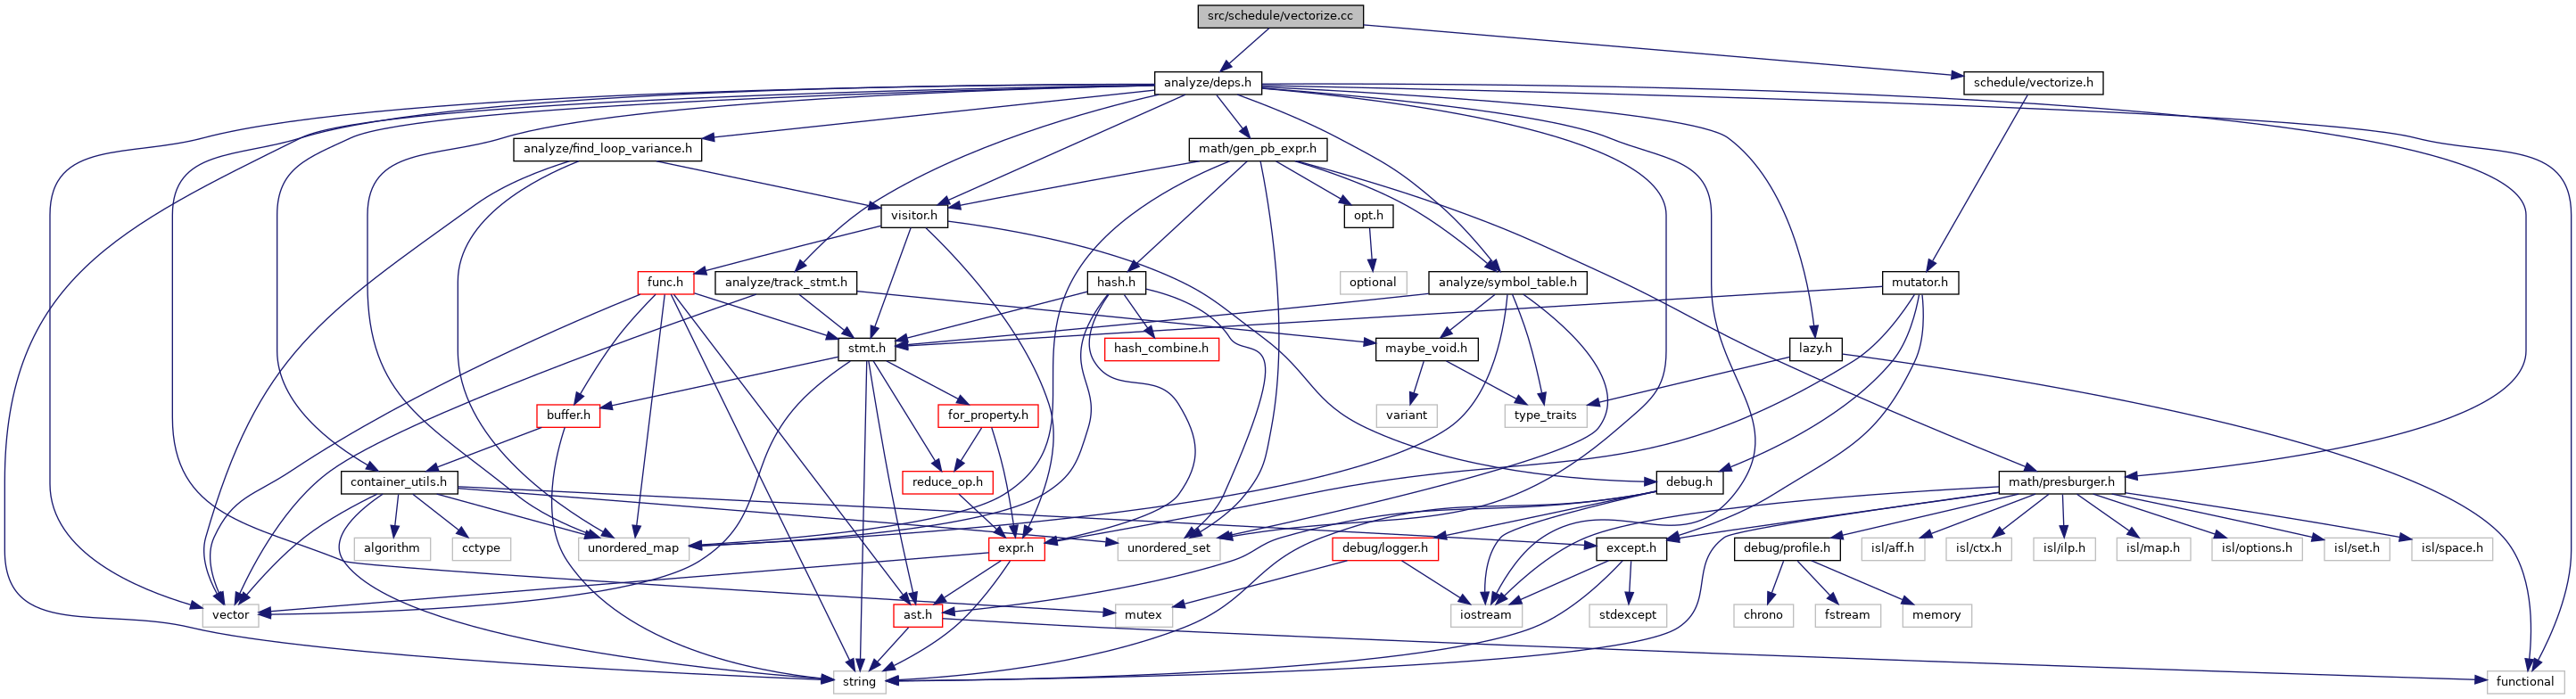 src/schedule/vectorize.cc
analyze/deps.h
schedule/vectorize.h
analyze/find_loop_variance.h
math/gen_pb_expr.h
visitor.h
opt.h
func.h
analyze/track_stmt.h
hash.h
optional
analyze/symbol_table.h
mutator.h
stmt.h
hash_combine.h
maybe_void.h
lazy.h
buffer.h
for_property.h
variant
type_traits
container_utils.h
reduce_op.h
debug.h
math/presburger.h
algorithm
cctype
unordered_map
expr.h
unordered_set
debug/logger.h
except.h
debug/profile.h
isl/aff.h
isl/ctx.h
isl/ilp.h
isl/map.h
isl/options.h
isl/set.h
isl/space.h
vector
ast.h
mutex
iostream
stdexcept
chrono
fstream
memory
string
functional